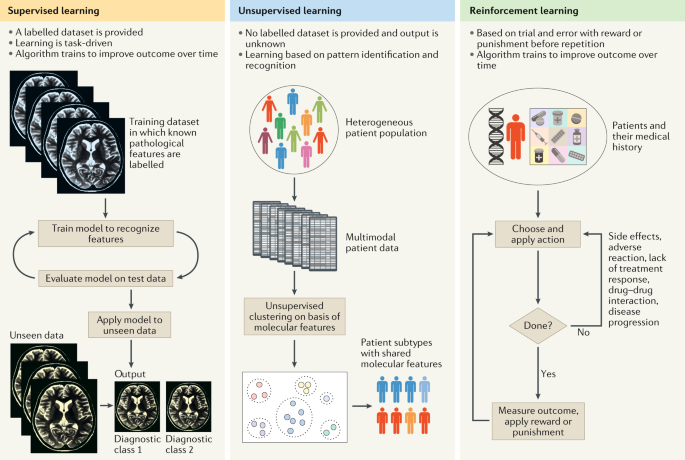 Supervised learning
• A labelled dataset is provided
• Learning is task-driven
• Algorithm trains to improve outcome over time
Training dataset
in which known
pathological
features are
labelled
Train model to recognize
features
Evaluate model on test data
Apply model to
unseen data
Unseen data
Output
Diagnostic
class 1
Diagnostic
class 2
Unsupervised learning
• No labelled dataset is provided and output is
unknown
• Learning based on pattern identification and
recognition
Heterogeneous
patient population
Multimodal
patient data
Unsupervised
clustering on basis of
molecular features
Patient subtypes
with shared
molecular features
Reinforcement learning
• Based on trial and error with reward or
punishment before repetition
• Algorithm trains to improve outcome over
time
Patients and
their medical
history
Choose and
apply action
Side effects,
adverse
reaction, lack
of treatment
response,
drug–drug
interaction,
disease
progression
Done?
No
Yes
Measure outcome,
apply reward or
punishment